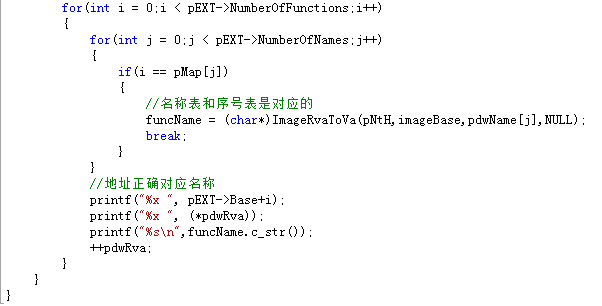 for(int i = 0;i < pEXT->NumberOfFunctions;i++)
{
for(int j = 0;j < pEXT->NumberOfNames;j++)
{
if(i == pMap[j])
{
//名称表和序号表是对应的
funcName = (char*)ImageRvaToVa(pNtH,imageBase,pdwName[j],NULL);
break;
}
}
//地址正确对应名称
printf("%x ", pEXT->Base+i);
printf("%x ", (*pdwRva));
printf("%s\n",funcName.c_str());
++pdwRva;
}
}
}